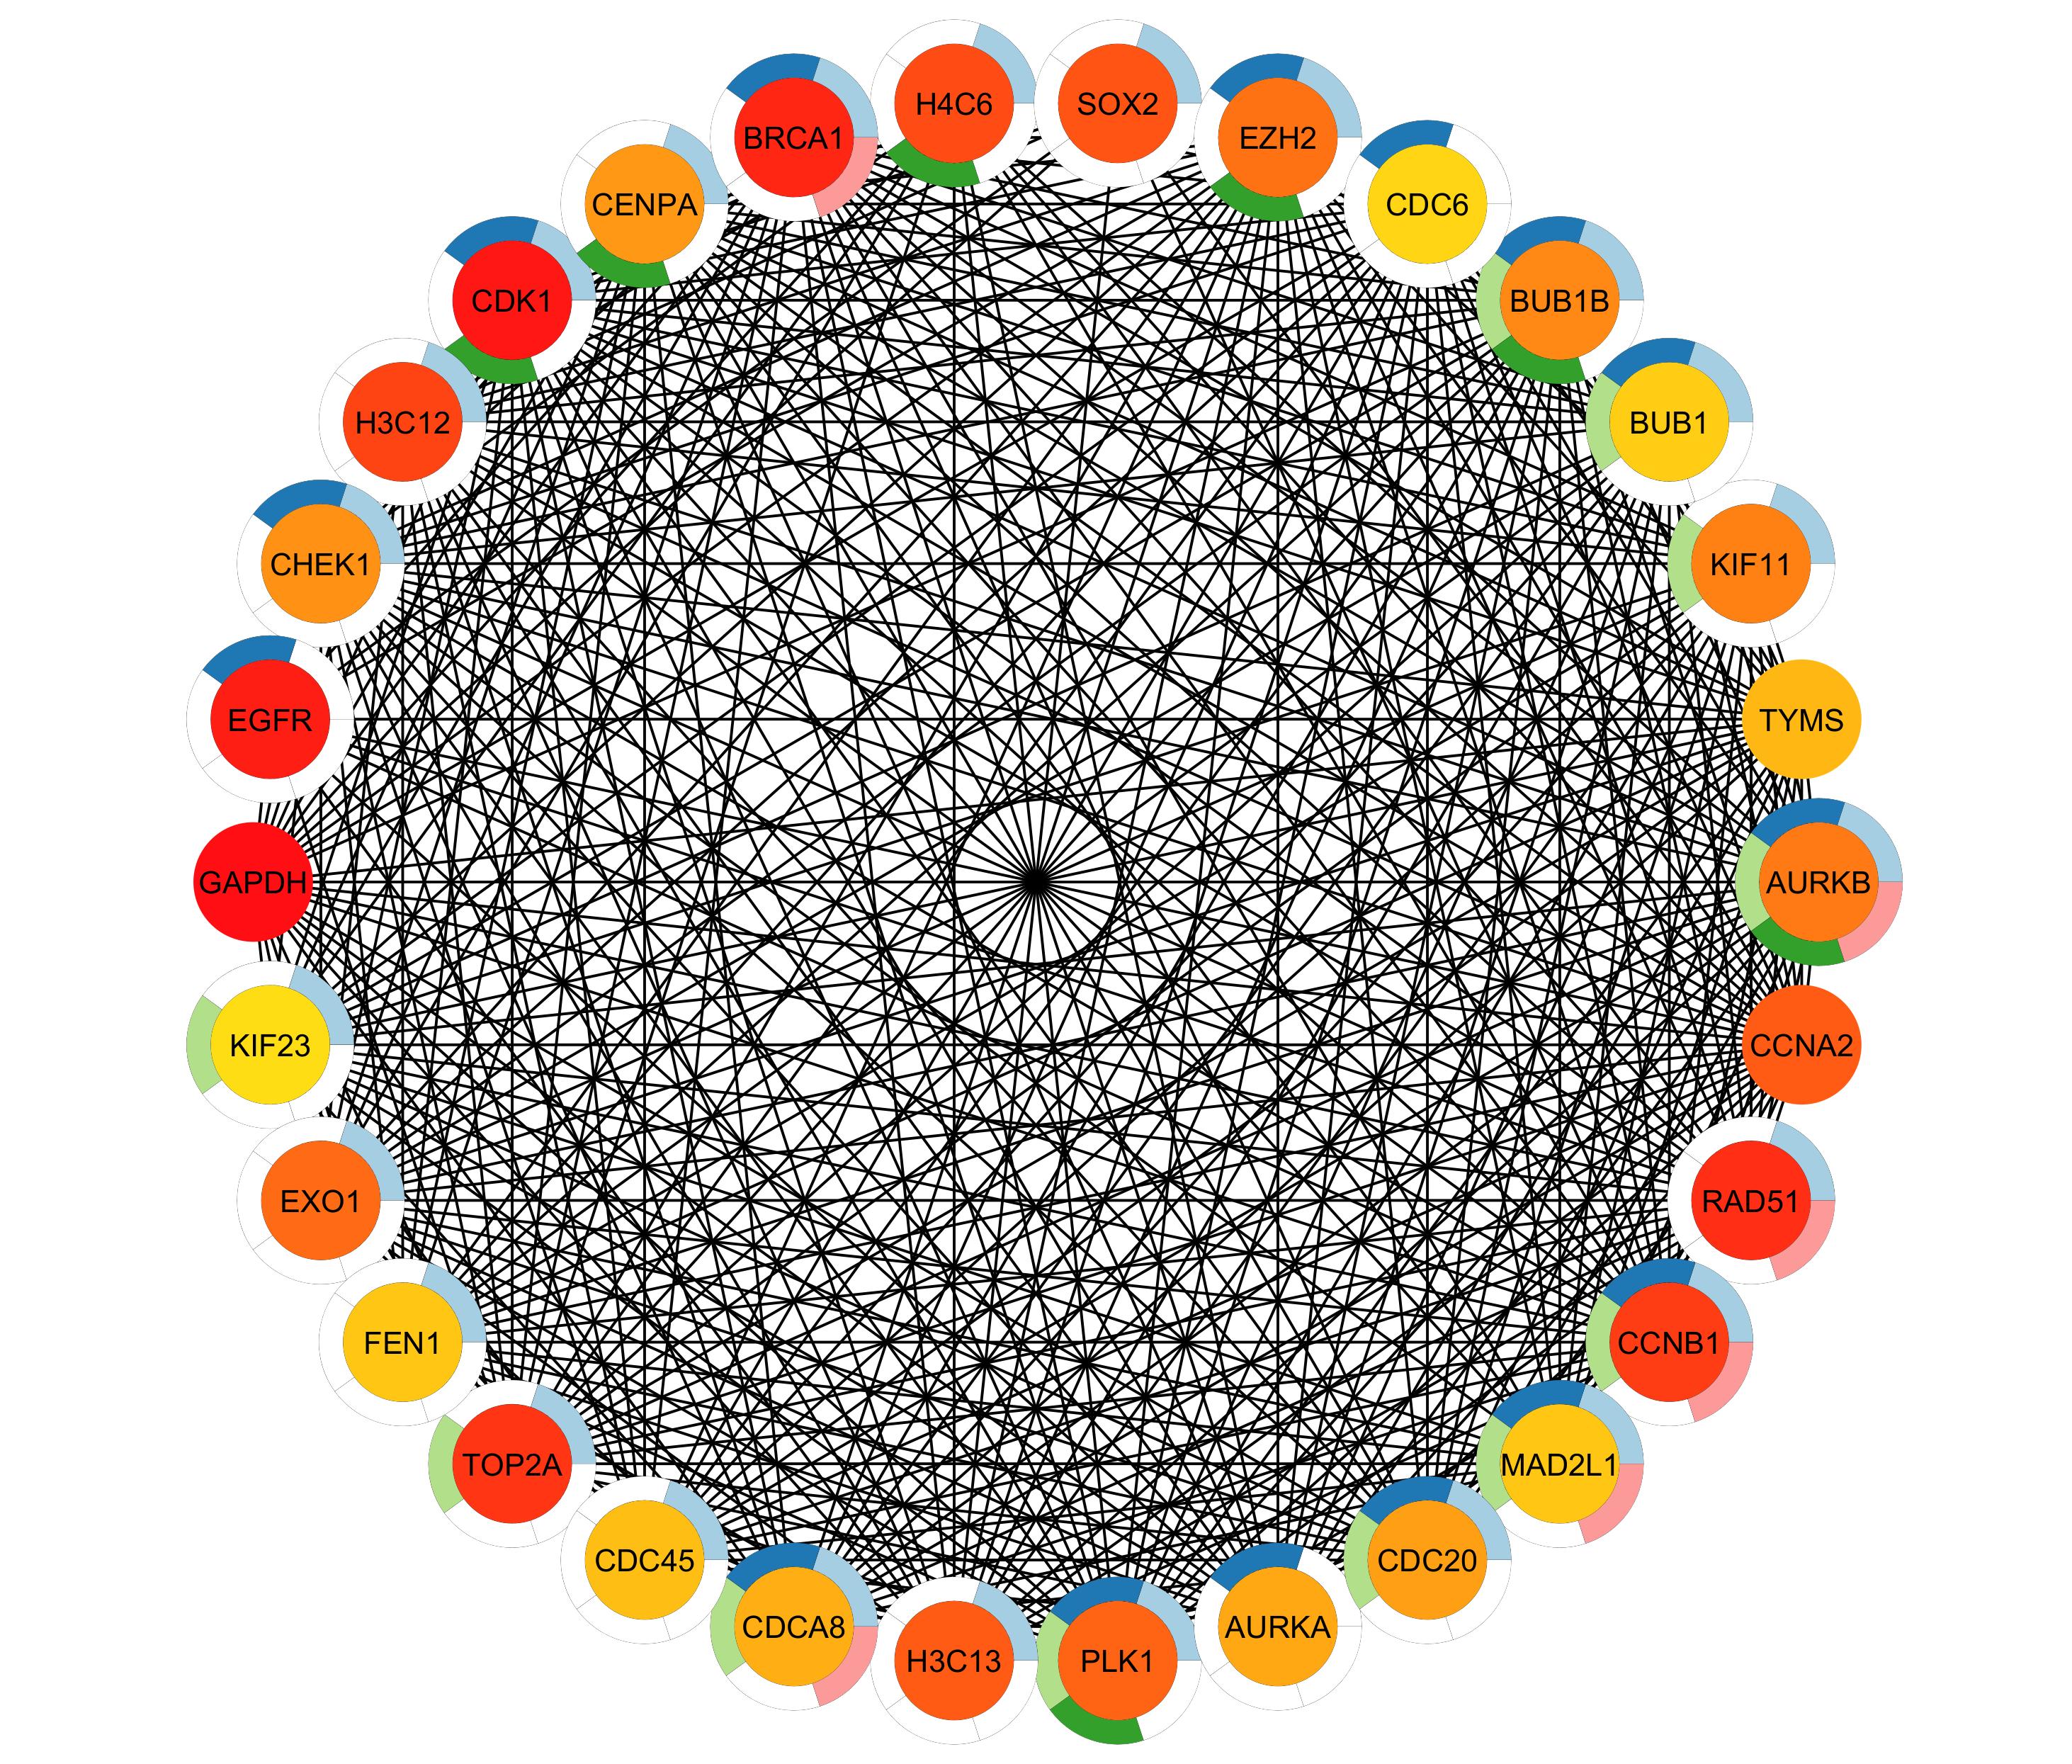 H4C6
SOX2
BRCA1
EZH2
CENPA
CDC6
CDK1
BUB1B
H3C12
BUB1
CHEK1
KIF11
EGFR
TYMS
GAPDH
AURKB
KIF23
CCNA2
EXO1
RAD51
FEN1
CCNB1
TOP2A
MAD2L1
CDC45
CDC20
CDCA8
AURKA
H3C13
PLK1